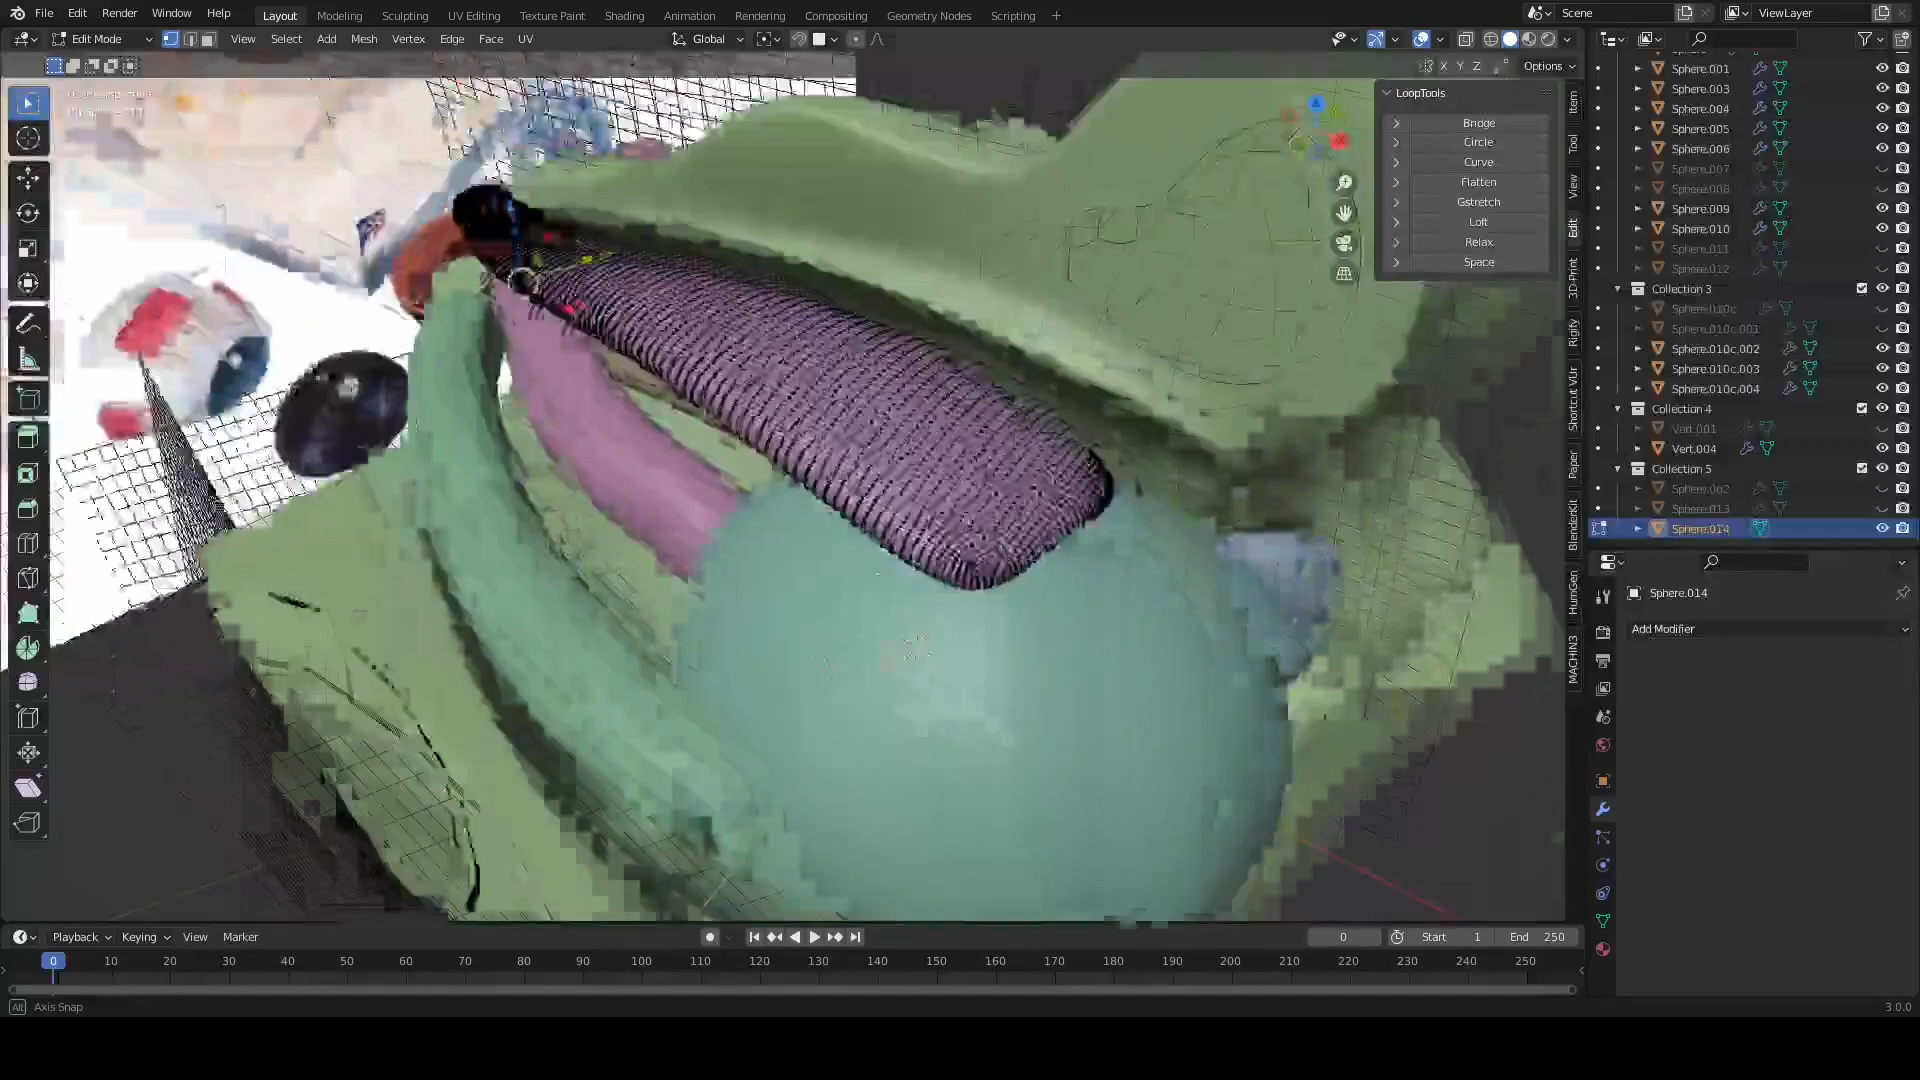 File Edit Render Window Help Layout Modeling Sculpting UV Editing Texture Paint Shading Animation Rendering Compositing Geometry Nodes Scripting + Scene ViewLayer
Edit Mode View Select Add Mesh Vertex Edge Face UV Global
X Y Z Options
LoopTools
Bridge
Circle
Curve
Flatten
Gstretch
Loft
Relax
Space
Item
Tool
View
Edit
3D-Print
Rigify
Shortcut VUr
Paper
BlenderKit
HumGen
MACHIN3
Sphere.001
Sphere.003
Sphere.004
Sphere.005
Sphere.006
Sphere.007
Sphere.008
Sphere.009
Sphere.010
Sphere.011
Sphere.012
Collection 3
Sphere.010c
Sphere.010c.001
Sphere.010c.002
Sphere.010c.003
Sphere.010c.004
Collection 4
Vert.001
Vert.004
Collection 5
Sphere.002
Sphere.013
Sphere.014
Sphere.014
Add Modifier
Playback Keying View Marker 0 Start 1 End 250
0 10 20 30 40 50 60 70 80 90 100 110 120 130 140 150 160 170 180 190 200 210 220 230 240 250
Alt Axis Snap 3.0.0